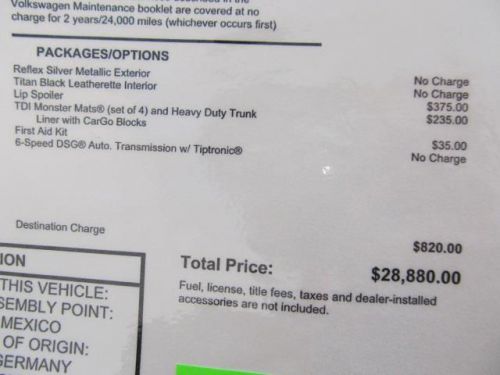 Volkswagen Maintenance booklet are covered at no
charge for 2 years/24,000 miles (whichever occurs first)
PACKAGES/OPTIONS
Reflex Silver Metallic Exterior No Charge
Titan Black Leatherette Interior No Charge
Lip Spoiler $375.00
TDI Monster Mats® (set of 4) and Heavy Duty Trunk $235.00
Liner with CarGo Blocks
First Aid Kit $35.00
6-Speed DSG® Auto. Transmission w/ Tiptronic® No Charge
Destination Charge $820.00
Total Price: $28,880.00
Fuel, license, title fees, taxes and dealer-installed
accessories are not included.
ION
THIS VEHICLE:
SEMBLY POINT:
MEXICO
OF ORIGIN:
GERMANY